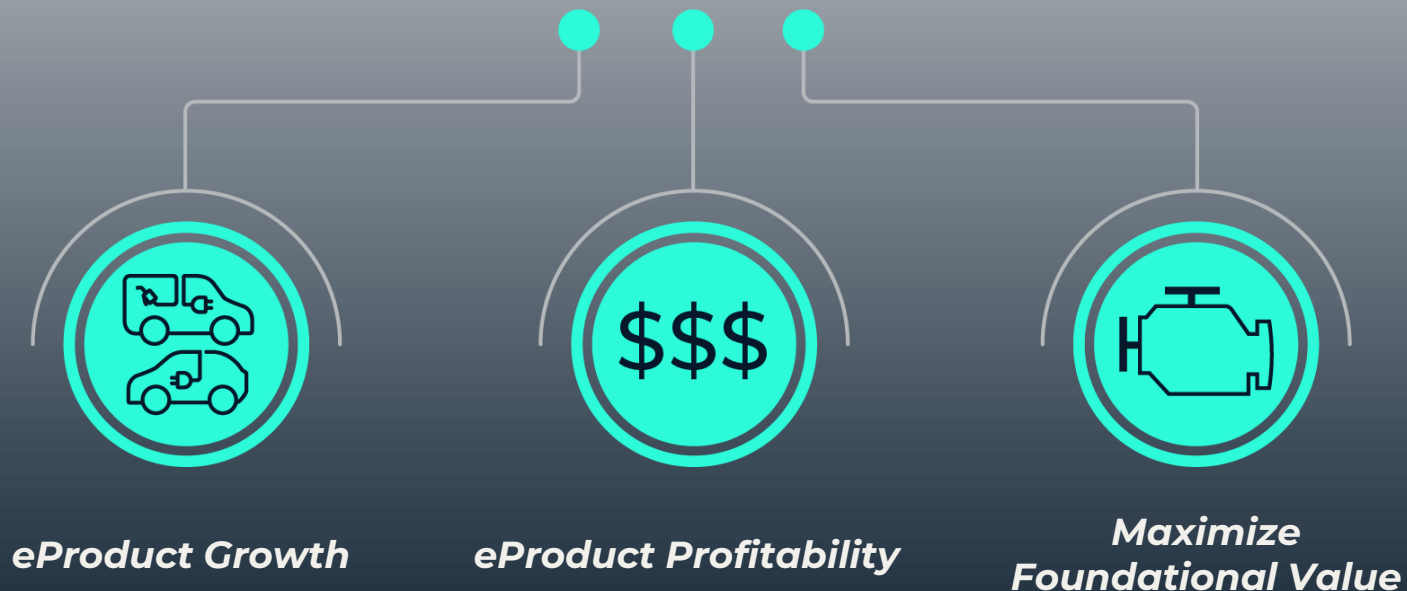 $$$
eProduct Growth
eProduct Profitability
Maximize
Foundational Value